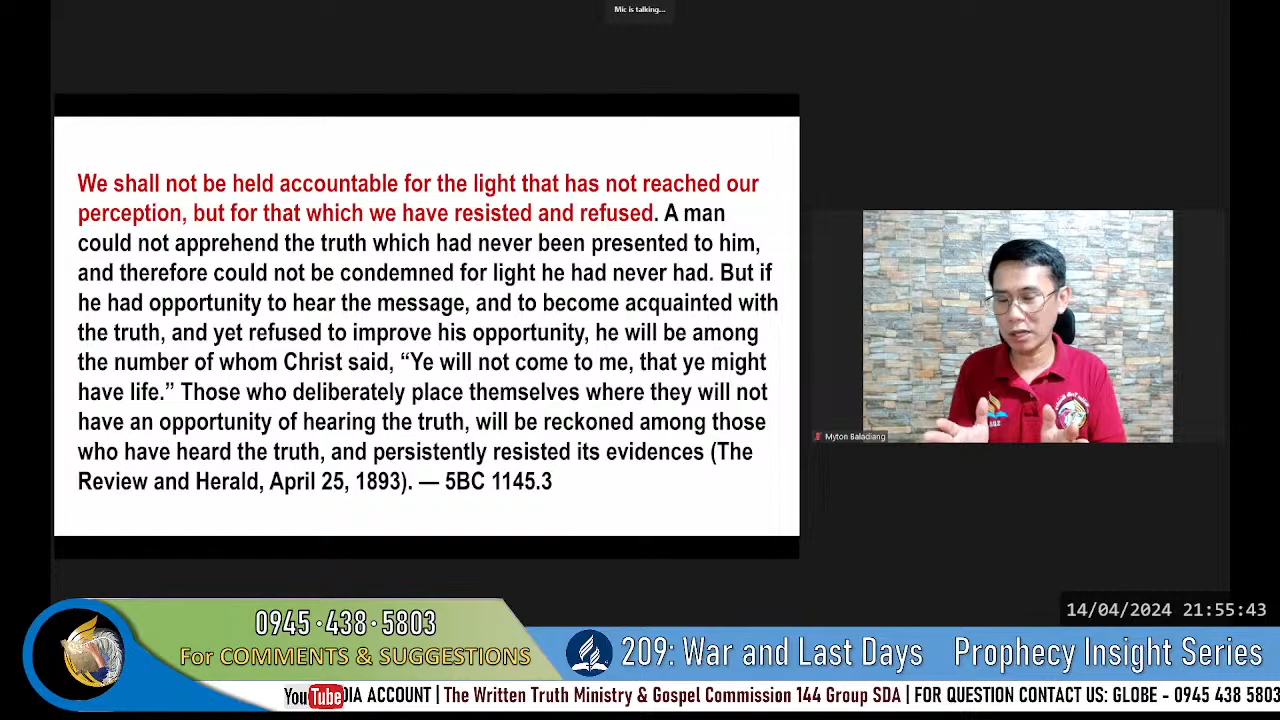 Mic is talking...
We shall not be held accountable for the light that has not reached our
perception, but for that which we have resisted and refused. A man
could not apprehend the truth which had never been presented to him,
and therefore could not be condemned for light he had never had. But if
he had opportunity to hear the message, and to become acquainted with
the truth, and yet refused to improve his opportunity, he will be among
the number of whom Christ said, “Ye will not come to me, that ye might
have life.” Those who deliberately place themselves where they will not
have an opportunity of hearing the truth, will be reckoned among those
who have heard the truth, and persistently resisted its evidences (The
Review and Herald, April 25, 1893). — 5BC 1145.3
Myton Baladiang
14/04/2024 21:55:43
0945·438·5803
For COMMENTS & SUGGESTIONS
209: War and Last Days Prophecy Insight Series
YouTube DIA ACCOUNT | The Written Truth Ministry & Gospel Commission 144 Group SDA | FOR QUESTION CONTACT US: GLOBE - 0945 438 5803